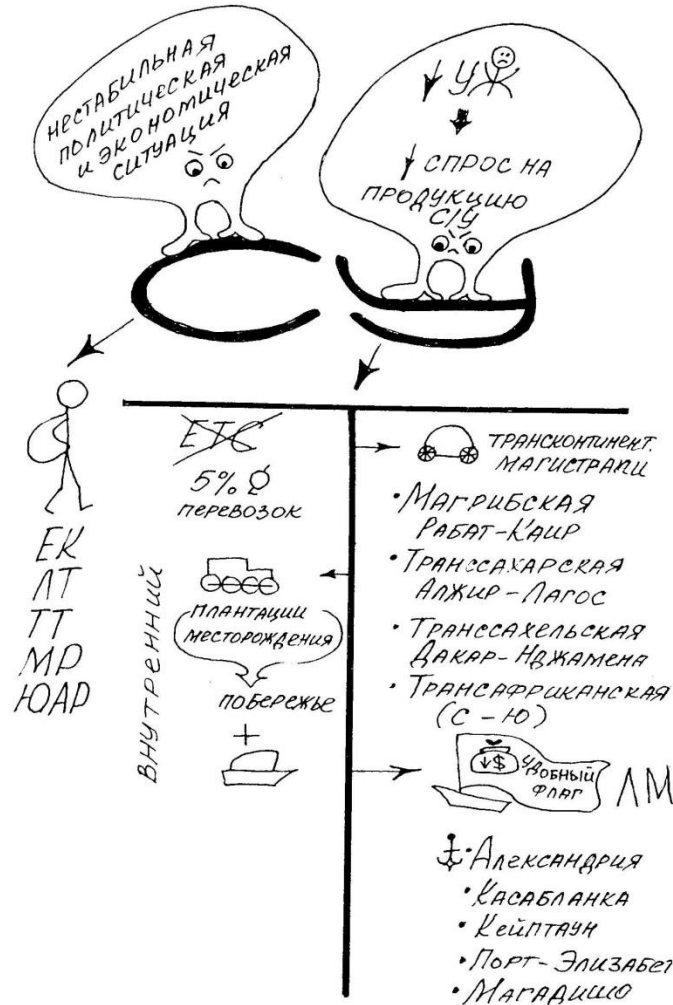 НЕСТАБИЛЬНАЯ
ПОЛИТИЧЕСКАЯ
И ЭКОНОМИЧЕСКАЯ
СИТУАЦИЯ
УЖ
СПРОС НА
ПРОДУКЦИЮ
С/У
ЕК
ЛТ
ТТ
МР
ЮАР
ВНУТРЕННИЙ
ЕТС
5%
ПЕРЕВОЗОК
ПЛАНТАЦИИ
МЕСТОРОЖДЕНИЯ
ПОБЕРЕЖЬЕ
+
ТРАНСКОНТИНЕНТ.
МАГИСТРАЛИ
• МАГРИБСКАЯ
РАБАТ-КАИР
• ТРАНССАХАРСКАЯ
АЛЖИР-ЛАГОС
• ТРАНССАХЕЛЬСКАЯ
ДАКАР-НДЖАМЕНА
• ТРАНСАФРИКАНСКАЯ
(С-Ю)
$
УДОБНЫЙ
ФЛАГ
ЛМ
• АЛЕКСАНДРИЯ
• КАСАБЛАНКА
• КЕЙПТАУН
• ПОРТ-ЭЛИЗАБЕТ
• МАГАДИШО